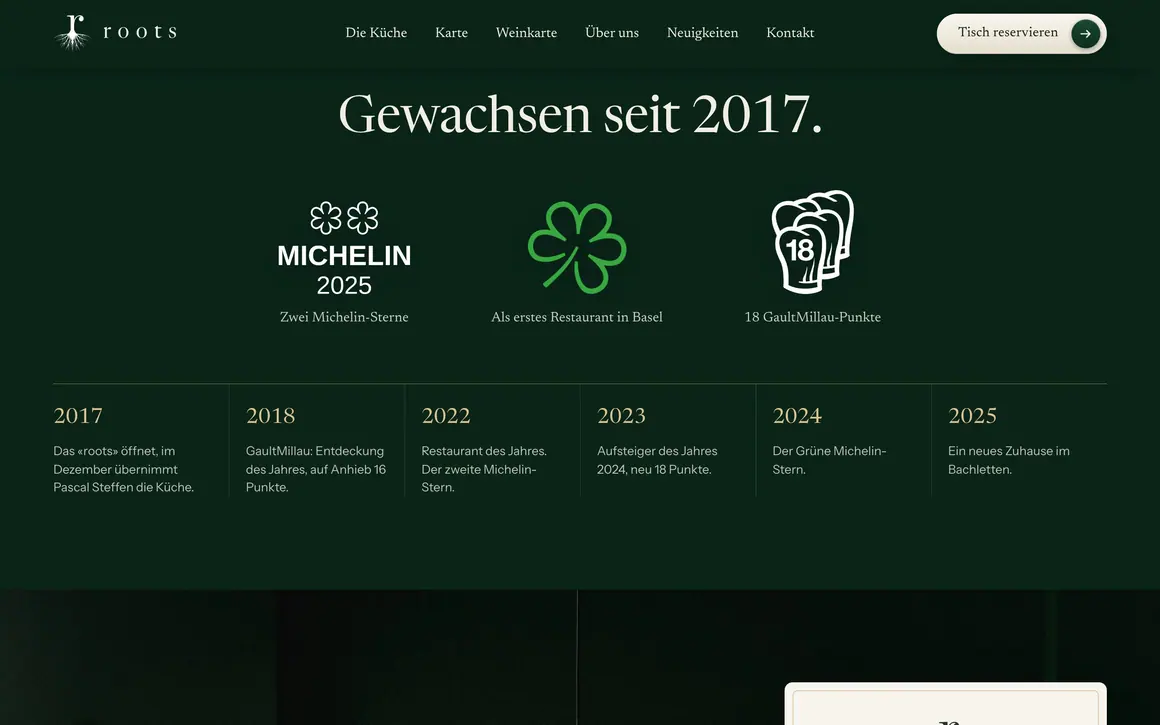 r roots
Die Küche
Karte
Weinkarte
Über uns
Neuigkeiten
Kontakt
Tisch reservieren
Gewachsen seit 2017.
MICHELIN
2025
Zwei Michelin-Sterne
Als erstes Restaurant in Basel
18
18 GaultMillau-Punkte
2017
Das «roots» öffnet, im
Dezember übernimmt
Pascal Steffen die Küche.
2018
GaultMillau: Entdeckung
des Jahres, auf Anhieb 16
Punkte.
2022
Restaurant des Jahres.
Der zweite Michelin-
Stern.
2023
Aufsteiger des Jahres
2024, neu 18 Punkte.
2024
Der Grüne Michelin-
Stern.
2025
Ein neues Zuhause im
Bachletten.